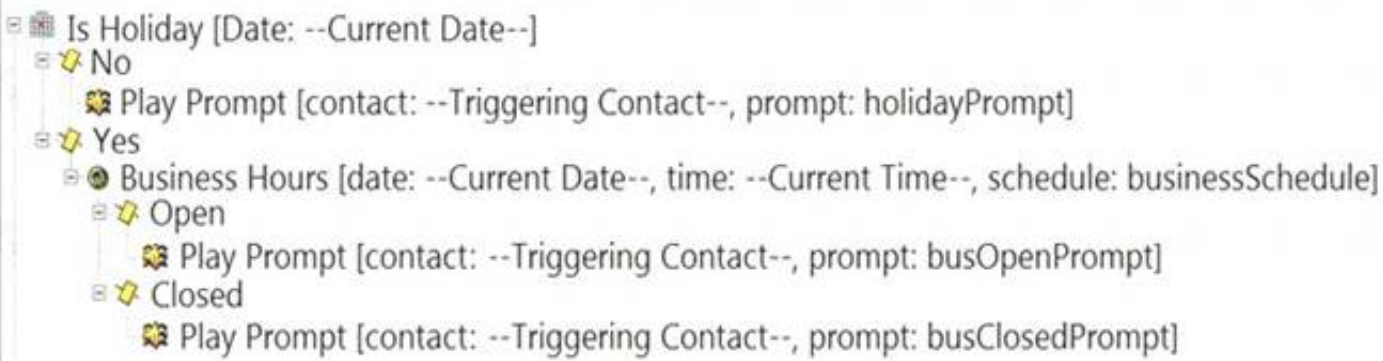 Is Holiday [Date: --Current Date--]
No
Play Prompt [contact: --Triggering Contact--, prompt: holidayPrompt]
Yes
Business Hours [date: --Current Date--, time: --Current Time--, schedule: businessSchedule]
Open
Play Prompt [contact: --Triggering Contact--, prompt: busOpenPrompt]
Closed
Play Prompt [contact: --Triggering Contact--, prompt: busClosedPrompt]